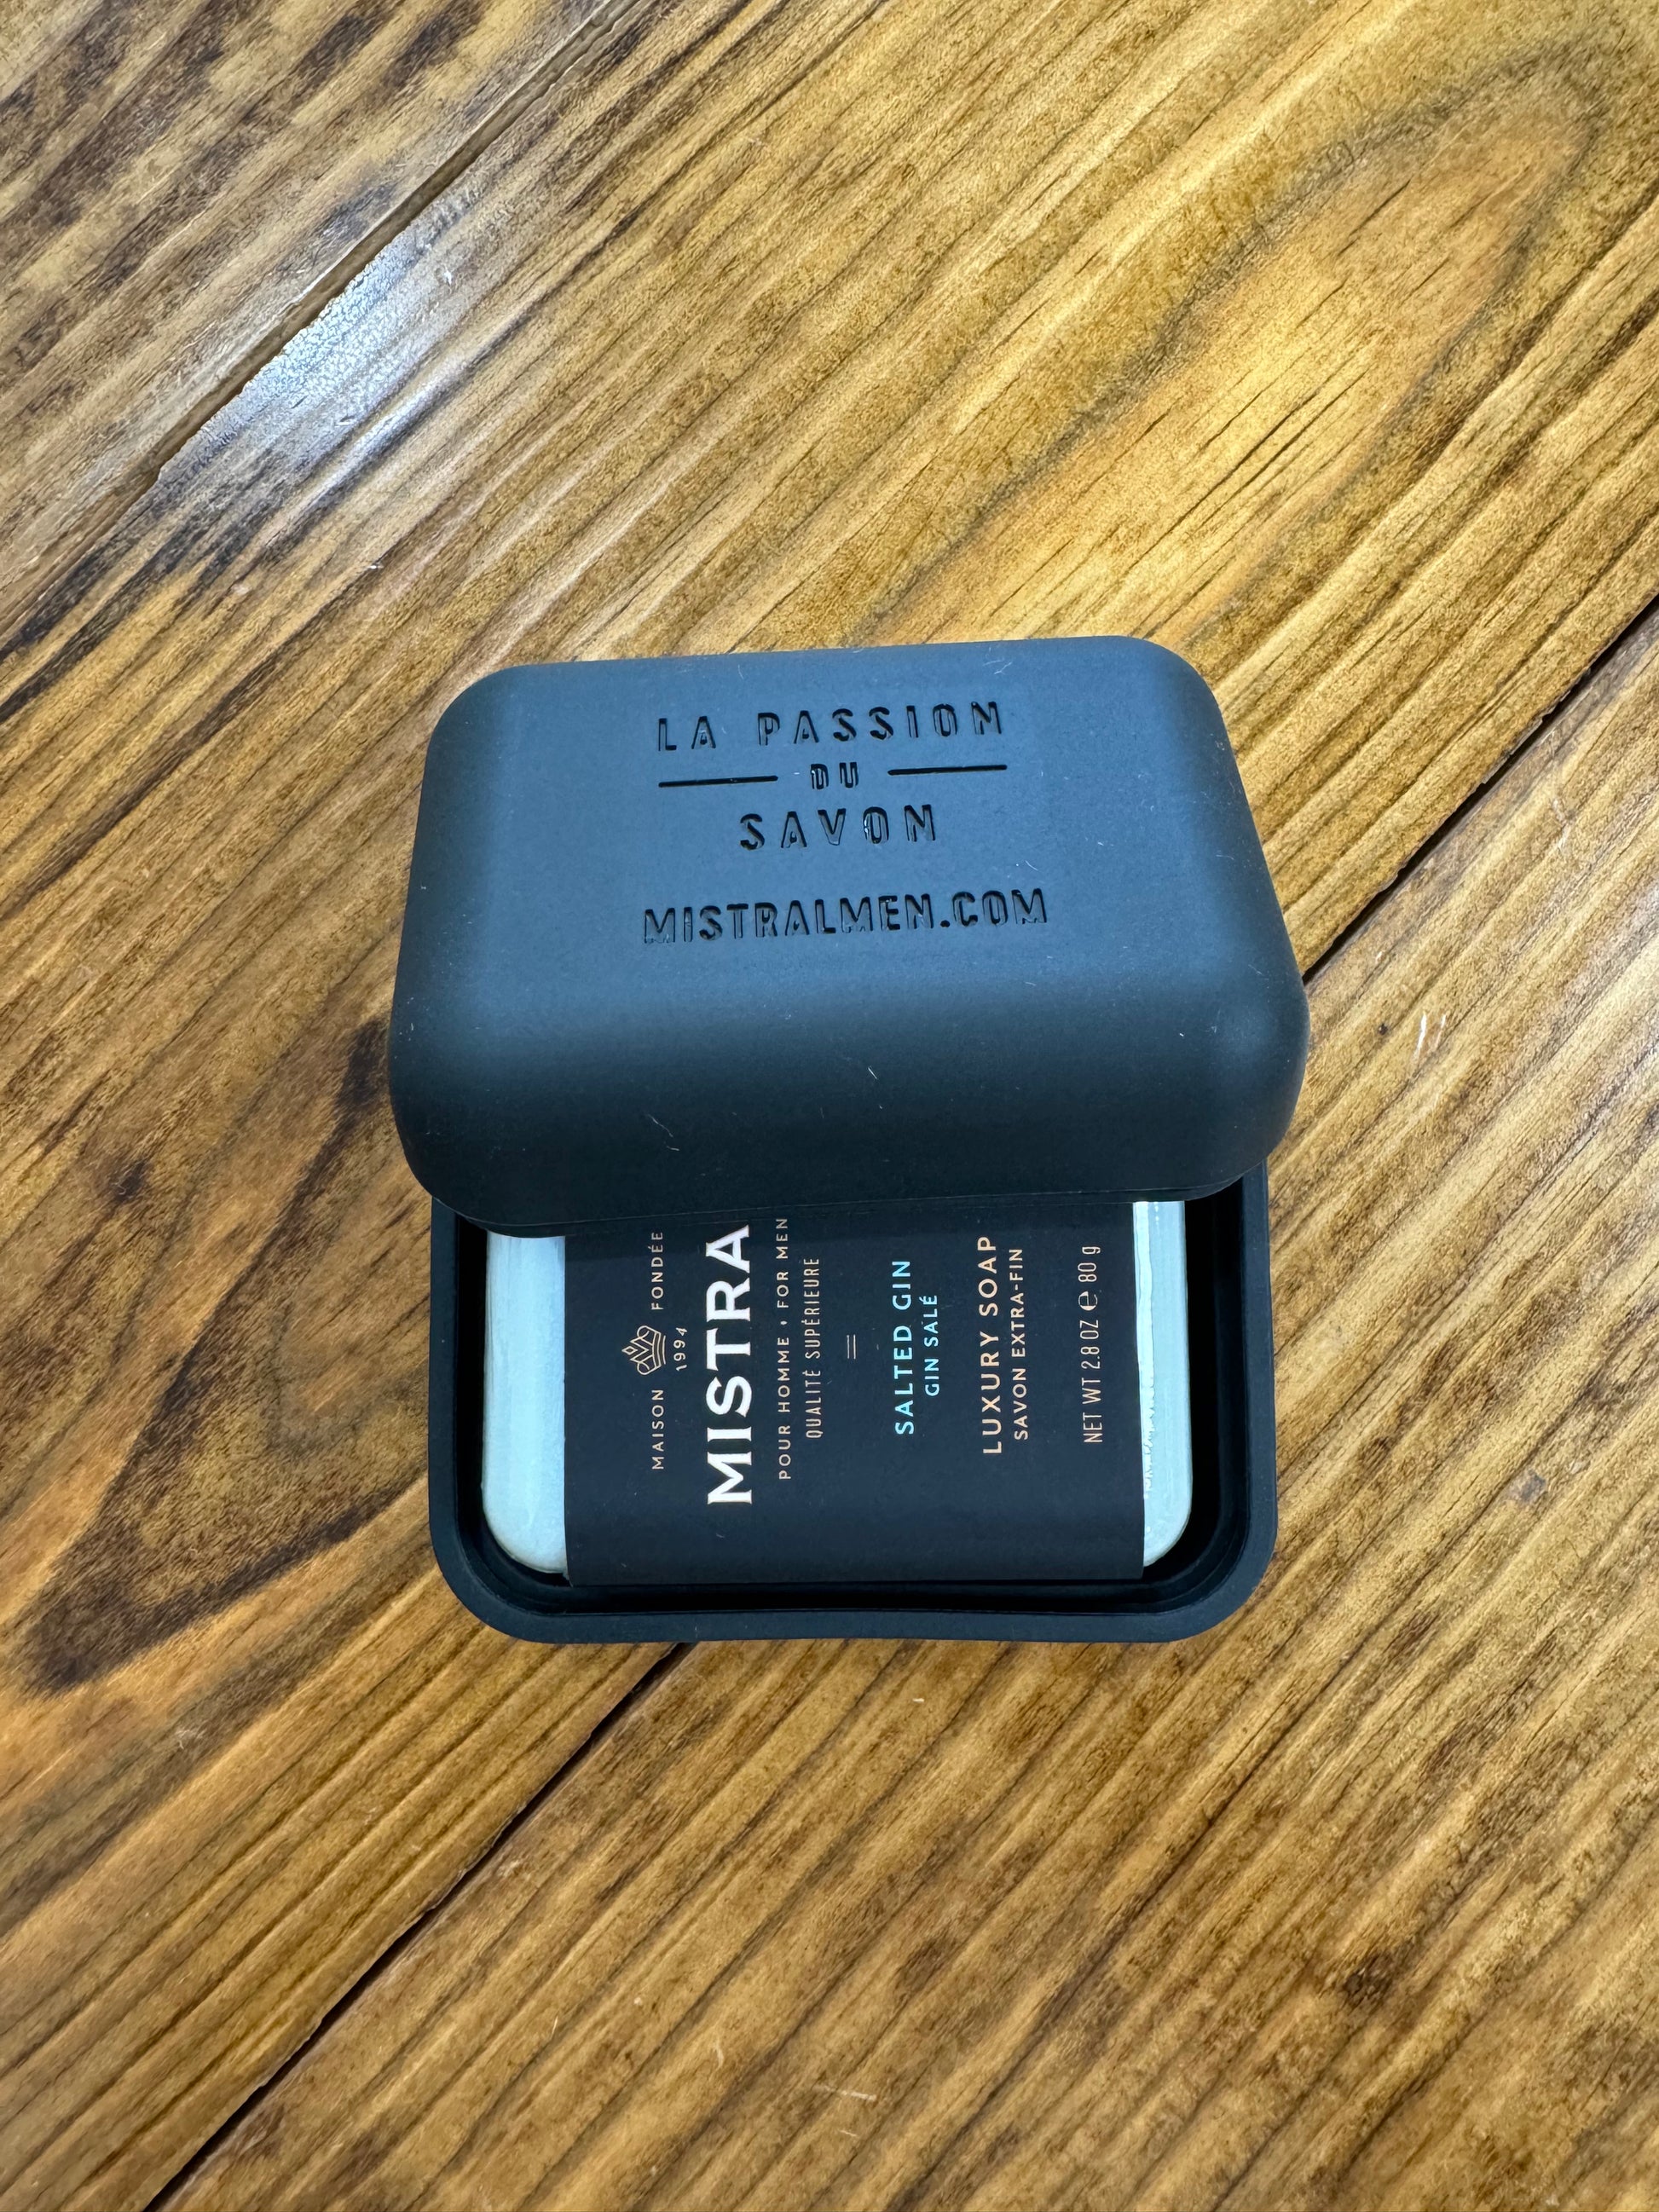 LA PASSION
DU
SAVON
MISTRALMEN.COM
MAISON FONDÉE
1994
MISTRA
POUR HOMME • FOR MEN
QUALITÉ SUPÉRIEURE
SALTED GIN
GIN SALÉ
LUXURY SOAP
SAVON EXTRA-FIN
NET WT 2.8 OZ ℮ 80 g